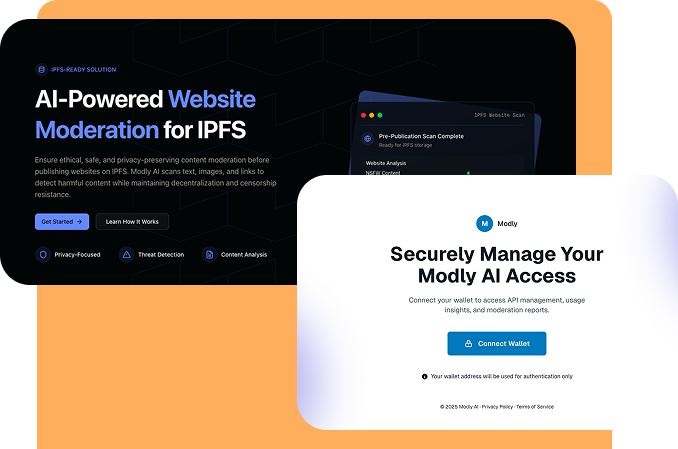 IPFS-READY SOLUTION
AI-Powered Website
Moderation for IPFS
Ensure ethical, safe, and privacy-preserving content moderation before
publishing websites on IPFS. Modly AI scans text, images, and links to
detect harmful content while maintaining decentralization and censorship
resistance.
Get Started →
Learn How It Works
Privacy-Focused
Threat Detection
Content Analysis
IPFS Website Scan
Pre-Publication Scan Complete
Ready for IPFS storage
Website Analysis
NSFW Content
M Modly
Securely Manage Your
Modly AI Access
Connect your wallet to access API management, usage
insights, and moderation reports.
Connect Wallet
Your wallet address will be used for authentication only
© 2025 Modly AI · Privacy Policy · Terms of Service